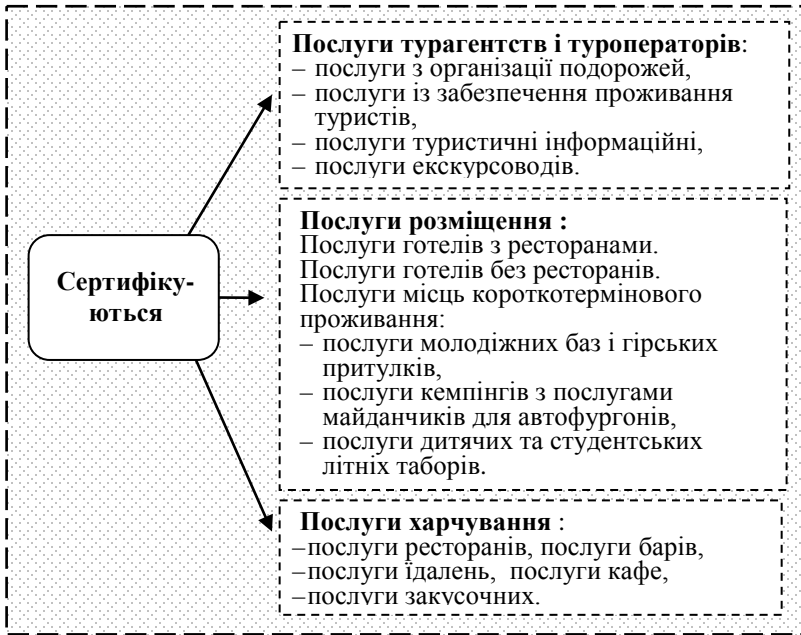 Послуги турагентств і туроператорів:
– послуги з організації подорожей,
– послуги із забезпечення проживання
туристів,
– послуги туристичні інформаційні,
– послуги екскурсоводів.
Сертифіку-
ються
Послуги розміщення :
Послуги готелів з ресторанами.
Послуги готелів без ресторанів.
Послуги місць короткотермінового
проживання:
– послуги молодіжних баз і гірських
притулків,
– послуги кемпінгів з послугами
майданчиків для автофургонів,
– послуги дитячих та студентських
літніх таборів.
Послуги харчування :
–послуги ресторанів, послуги барів,
–послуги їдалень, послуги кафе,
–послуги закусочних.